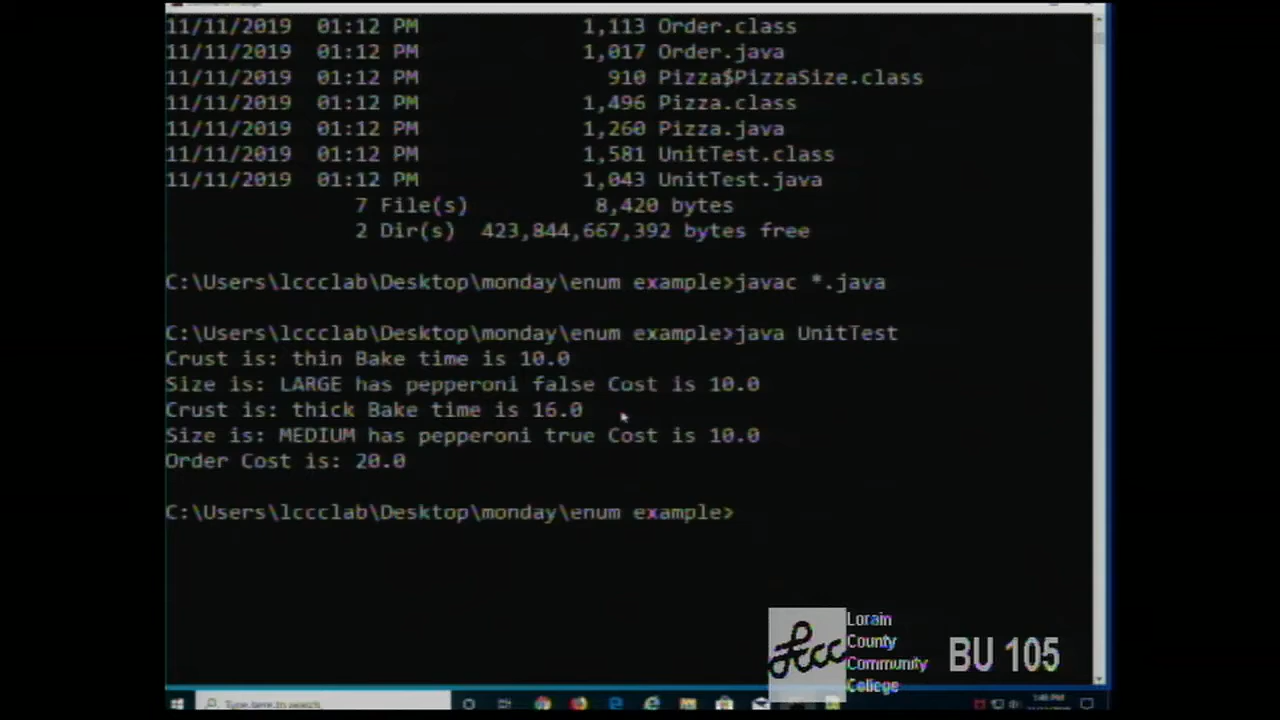 11/11/2019 01:12 PM 1,113 Order.class
11/11/2019 01:12 PM 1,017 Order.java
11/11/2019 01:12 PM 910 Pizza$PizzaSize.class
11/11/2019 01:12 PM 1,496 Pizza.class
11/11/2019 01:12 PM 1,260 Pizza.java
11/11/2019 01:12 PM 1,581 UnitTest.class
11/11/2019 01:12 PM 1,043 UnitTest.java
7 File(s) 8,420 bytes
2 Dir(s) 423,844,667,392 bytes free
C:\Users\lccclab\Desktop\monday\enum example>javac *.java
C:\Users\lccclab\Desktop\monday\enum example>java UnitTest
Crust is: thin Bake time is 10.0
Size is: LARGE has pepperoni false Cost is 10.0
Crust is: thick Bake time is 16.0
Size is: MEDIUM has pepperoni true Cost is 10.0
Order Cost is: 20.0
C:\Users\lccclab\Desktop\monday\enum example>
lccc
Lorain
County
Community
College
BU 105
Type here to search